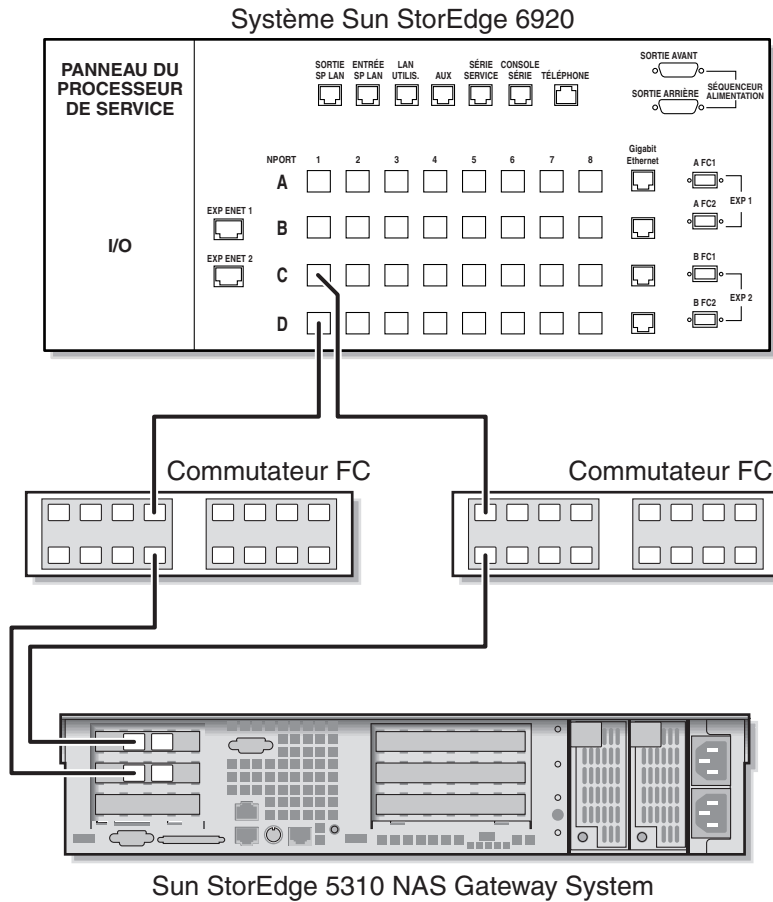 Système Sun StorEdge 6920
PANNEAU DU
PROCESSEUR
DE SERVICE
I/O
SORTIE
SP LAN
ENTRÉE
SP LAN
LAN
UTILIS.
AUX
SÉRIE
SERVICE
CONSOLE
SÉRIE
TÉLÉPHONE
SORTIE AVANT
SORTIE ARRIÈRE
SÉQUENCEUR
ALIMENTATION
NPORT 1 2 3 4 5 6 7 8
Gigabit
Ethernet
A
A FC1
EXP 1
A FC2
EXP ENET 1
B
EXP ENET 2
C
B FC1
EXP 2
B FC2
D
Commutateur FC
Commutateur FC
Sun StorEdge 5310 NAS Gateway System